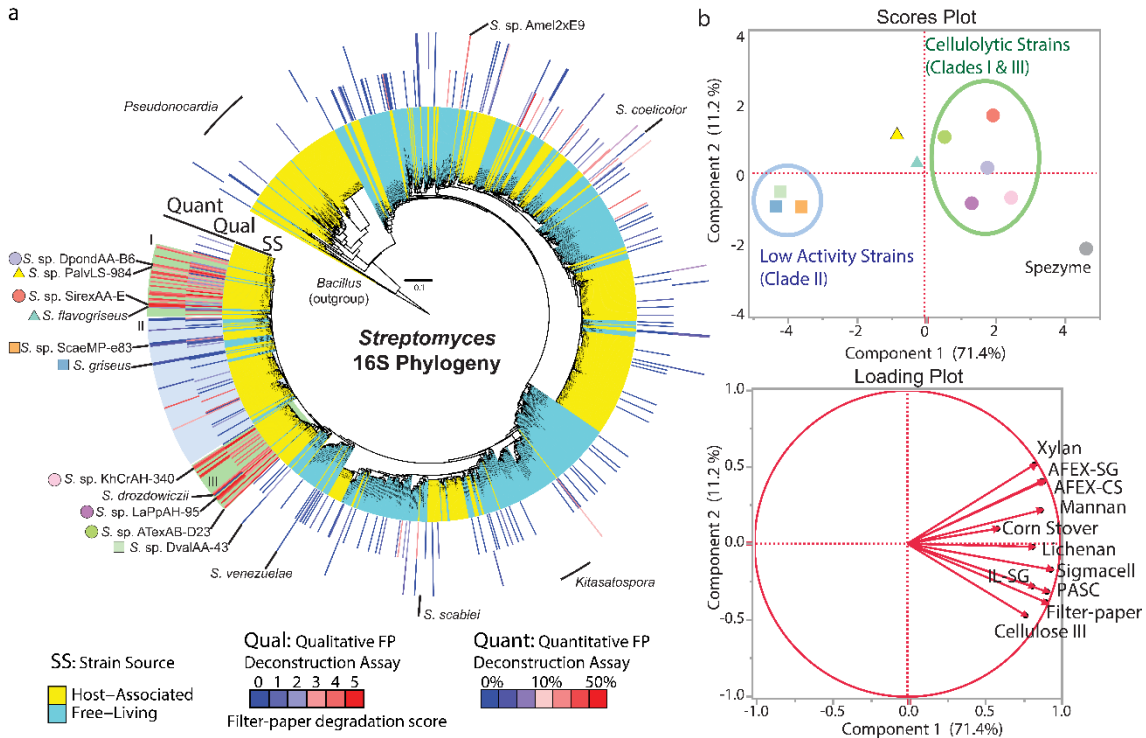 a
S. sp. Amel2xE9
Pseudonocardia
S. coelicolor
Quant
Qual
SS
I
S. sp. DpondAA-B6
S. sp. PalvLS-984
S. sp. SirexAA-E
S. flavogriseus
II
S. sp. ScaeMP-e83
S. griseus
Bacillus
(outgroup)
0.1
Streptomyces
16S Phylogeny
S. sp. KhCrAH-340
III
S. drozdowiczii
S. sp. LaPpAH-95
S. sp. ATexAB-D23
S. sp. DvalAA-43
S. venezuelae
S. scabiei
Kitasatospora
SS: Strain Source
Host-Associated
Free-Living
Qual: Qualitative FP
Deconstruction Assay
0 1 2 3 4 5
Filter-paper degradation score
Quant: Quantitative FP
Deconstruction Assay
0% 10% 50%
b
Scores Plot
Cellulolytic Strains
(Clades I & III)
Low Activity Strains
(Clade II)
Spezyme
4
2
0
-2
-4
Component 2 (11.2 %)
-4 -2 0 2 4
Component 1 (71.4%)
Loading Plot
Xylan
AFEX-SG
AFEX-CS
Mannan
Corn Stover
Lichenan
Sigmacell
IL-SG
PASC
Filter-paper
Cellulose III
1.0
0.5
0.0
-0.5
-1.0
Component 2 (11.2 %)
-1.0 -0.5 0.0 0.5 1.0
Component 1 (71.4%)